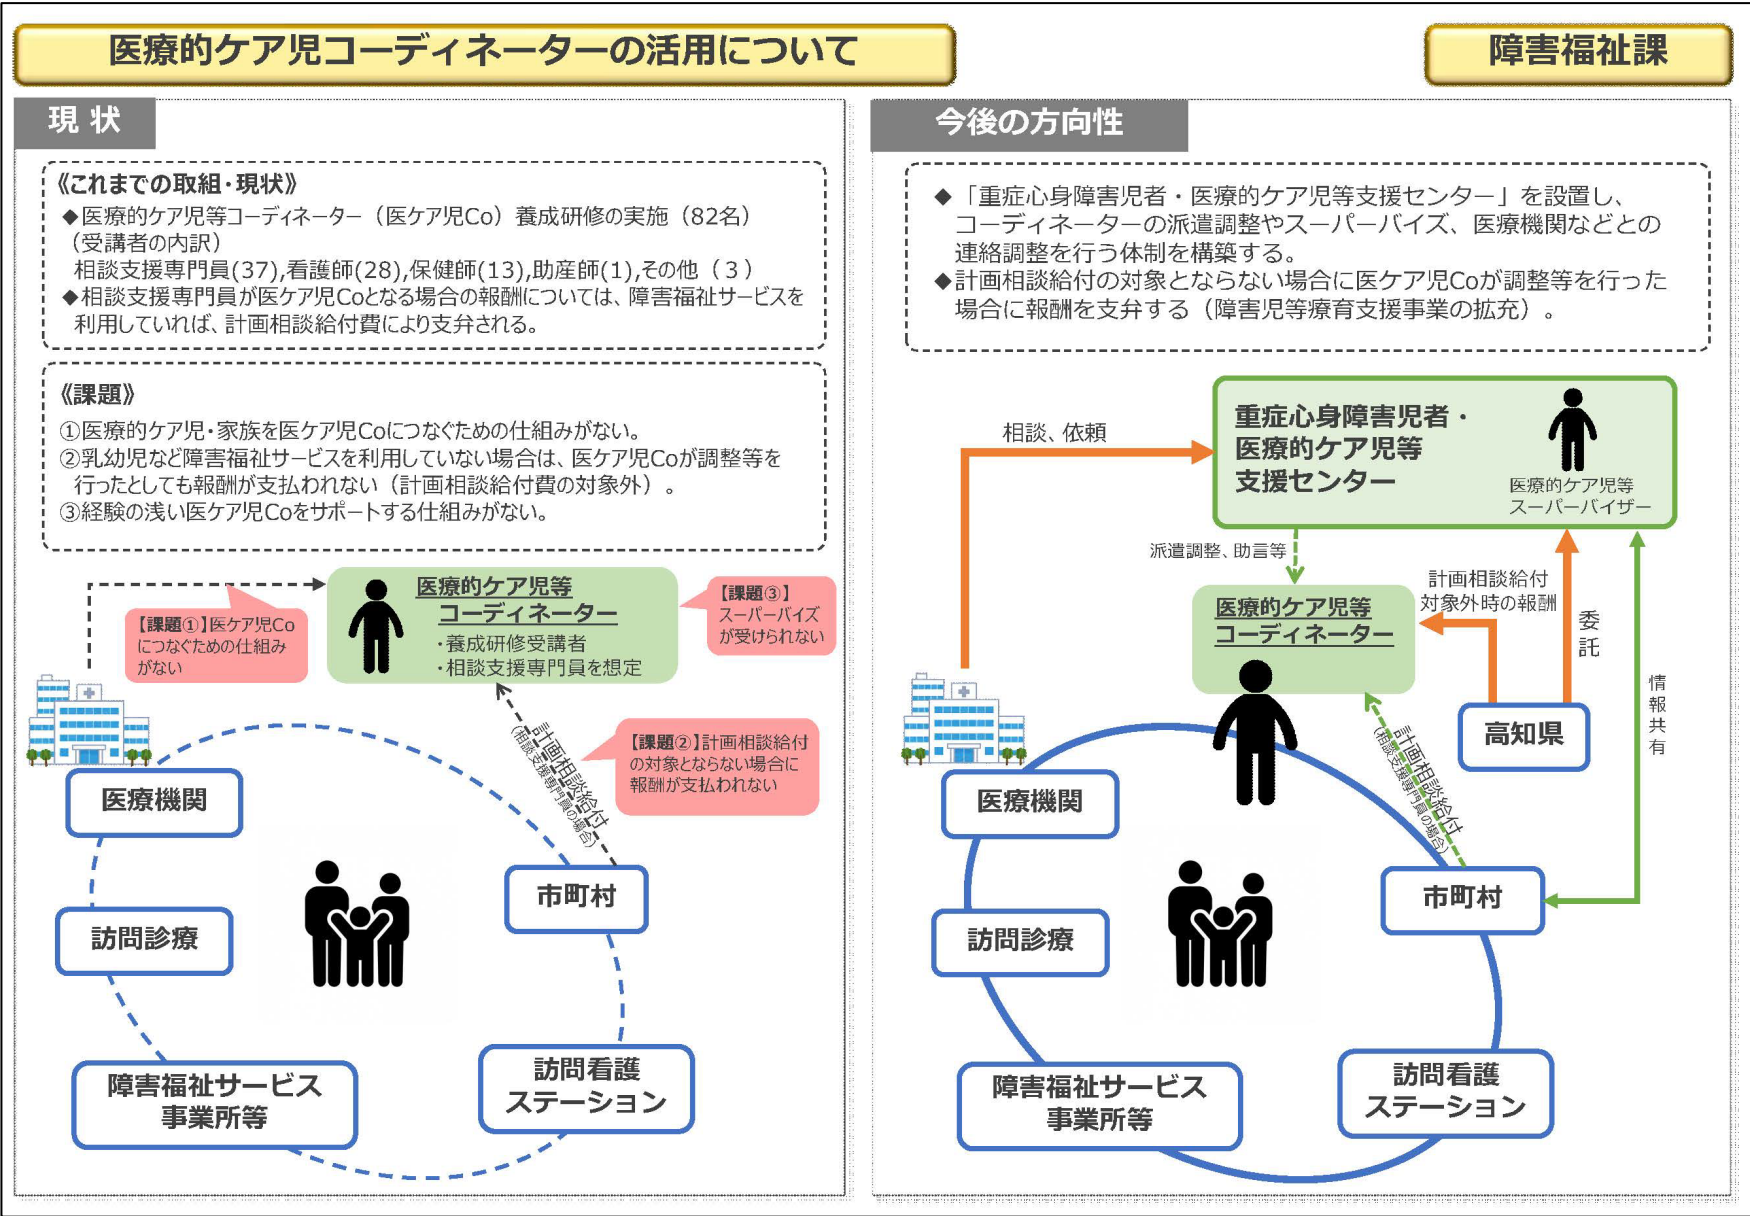 医療的ケア児コーディネーターの活用について
障害福祉課
現 状
《これまでの取組・現状》
◆医療的ケア児等コーディネーター（医ケア児Co）養成研修の実施（82名）
（受講者の内訳）
相談支援専門員(37),看護師(28),保健師(13),助産師(1),その他（３）
◆相談支援専門員が医ケア児Coとなる場合の報酬については、障害福祉サービスを
利用していれば、計画相談給付費により支弁される。
《課題》
①医療的ケア児・家族を医ケア児Coにつなぐための仕組みがない。
②乳幼児など障害福祉サービスを利用していない場合は、医ケア児Coが調整等を
行ったとしても報酬が支払われない（計画相談給付費の対象外）。
③経験の浅い医ケア児Coをサポートする仕組みがない。
【課題①】医ケア児Co
につなぐための仕組み
がない
医療的ケア児等
コーディネーター
・養成研修受講者
・相談支援専門員を想定
【課題③】
スーパーバイズ
が受けられない
計画相談給付
(相談支援専門員の場合)
【課題②】計画相談給付
の対象とならない場合に
報酬が支払われない
医療機関
市町村
訪問診療
障害福祉サービス
事業所等
訪問看護
ステーション
今後の方向性
◆「重症心身障害児者・医療的ケア児等支援センター」を設置し、
コーディネーターの派遣調整やスーパーバイズ、医療機関などとの
連絡調整を行う体制を構築する。
◆計画相談給付の対象とならない場合に医ケア児Coが調整等を行った
場合に報酬を支弁する（障害児等療育支援事業の拡充）。
相談、依頼
重症心身障害児者・
医療的ケア児等
支援センター
医療的ケア児等
スーパーバイザー
派遣調整、助言等
医療的ケア児等
コーディネーター
計画相談給付
対象外時の報酬
委託
情報共有
高知県
計画相談給付
(相談支援専門員の場合)
医療機関
市町村
訪問診療
障害福祉サービス
事業所等
訪問看護
ステーション